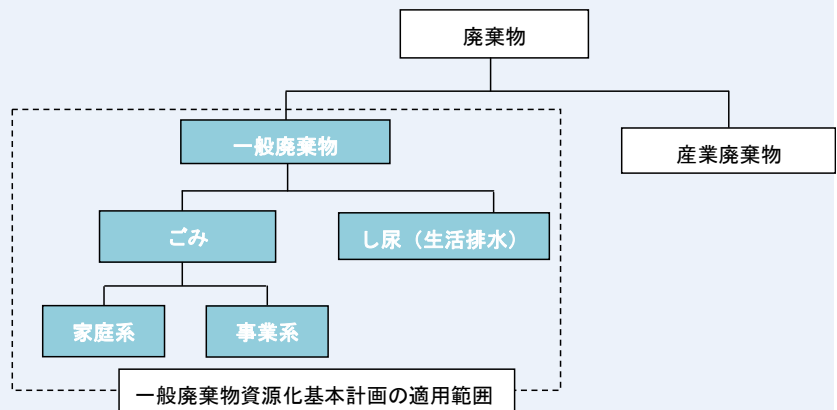 廃棄物
一般廃棄物
産業廃棄物
ごみ
し尿（生活排水）
家庭系
事業系
一般廃棄物資源化基本計画の適用範囲